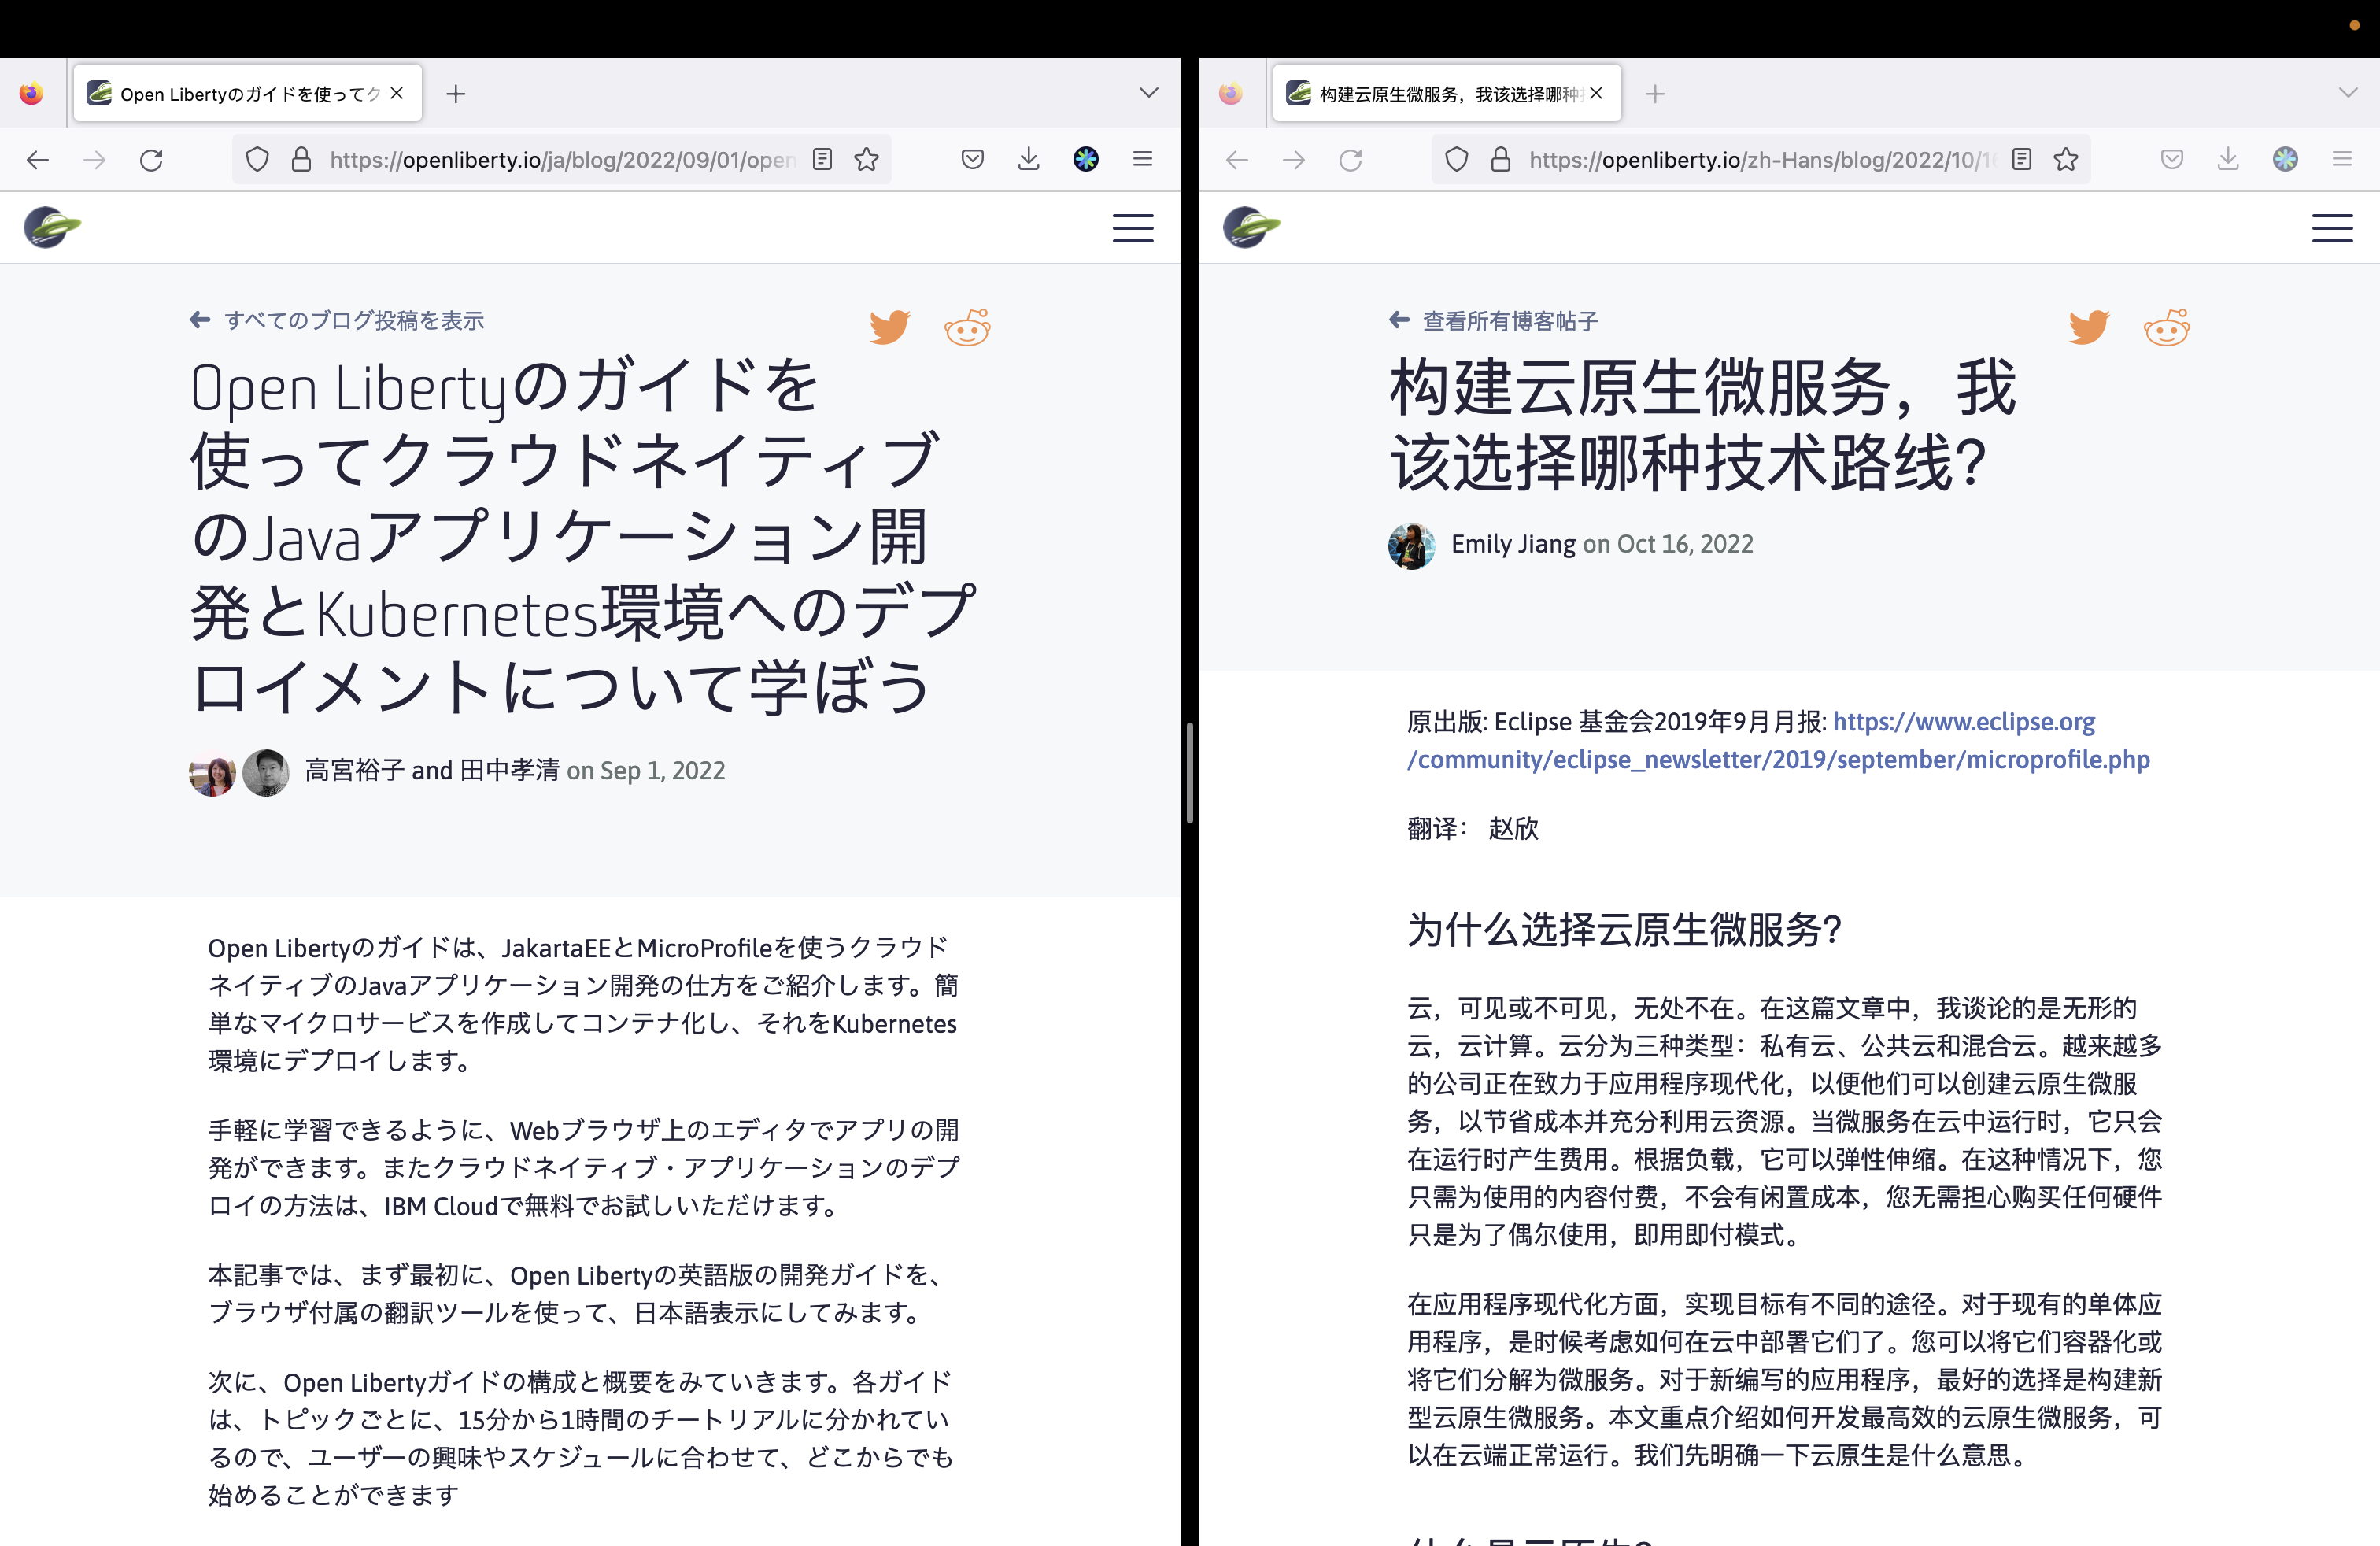 Open Libertyのガイドを使ってク
https://openliberty.io/ja/blog/2022/09/01/open
すべてのブログ投稿を表示
Open Libertyのガイドを
使ってクラウドネイティブ
のJavaアプリケーション開
発とKubernetes環境へのデプ
ロイメントについて学ぼう
高宮裕子 and 田中孝清 on Sep 1, 2022
Open Libertyのガイドは、JakartaEEとMicroProfileを使うクラウド
ネイティブのJavaアプリケーション開発の仕方をご紹介します。簡
単なマイクロサービスを作成してコンテナ化し、それをKubernetes
環境にデプロイします。
手軽に学習できるように、Webブラウザ上のエディタでアプリの開
発ができます。またクラウドネイティブ・アプリケーションのデプ
ロイの方法は、IBM Cloudで無料でお試しいただけます。
本記事では、まず最初に、Open Libertyの英語版の開発ガイドを、
ブラウザ付属の翻訳ツールを使って、日本語表示にしてみます。
次に、Open Libertyガイドの構成と概要をみていきます。各ガイド
は、トピックごとに、15分から1時間のチートリアルに分かれてい
るので、ユーザーの興味やスケジュールに合わせて、どこからでも
始めることができます
构建云原生微服务，我该选择哪种
https://openliberty.io/zh-Hans/blog/2022/10/16
查看所有博客帖子
构建云原生微服务，我
该选择哪种技术路线？
Emily Jiang on Oct 16, 2022
原出版: Eclipse 基金会2019年9月月报: https://www.eclipse.org
/community/eclipse_newsletter/2019/september/microprofile.php
翻译： 赵欣
为什么选择云原生微服务？
云，可见或不可见，无处不在。在这篇文章中，我谈论的是无形的
云，云计算。云分为三种类型：私有云、公共云和混合云。越来越多
的公司正在致力于应用程序现代化，以便他们可以创建云原生微服
务，以节省成本并充分利用云资源。当微服务在云中运行时，它只会
在运行时产生费用。根据负载，它可以弹性伸缩。在这种情况下，您
只需为使用的内容付费，不会有闲置成本，您无需担心购买任何硬件
只是为了偶尔使用，即用即付模式。
在应用程序现代化方面，实现目标有不同的途径。对于现有的单体应
用程序，是时候考虑如何在云中部署它们了。您可以将它们容器化或
将它们分解为微服务。对于新编写的应用程序，最好的选择是构建新
型云原生微服务。本文重点介绍如何开发最高效的云原生微服务，可
以在云端正常运行。我们先明确一下云原生是什么意思。